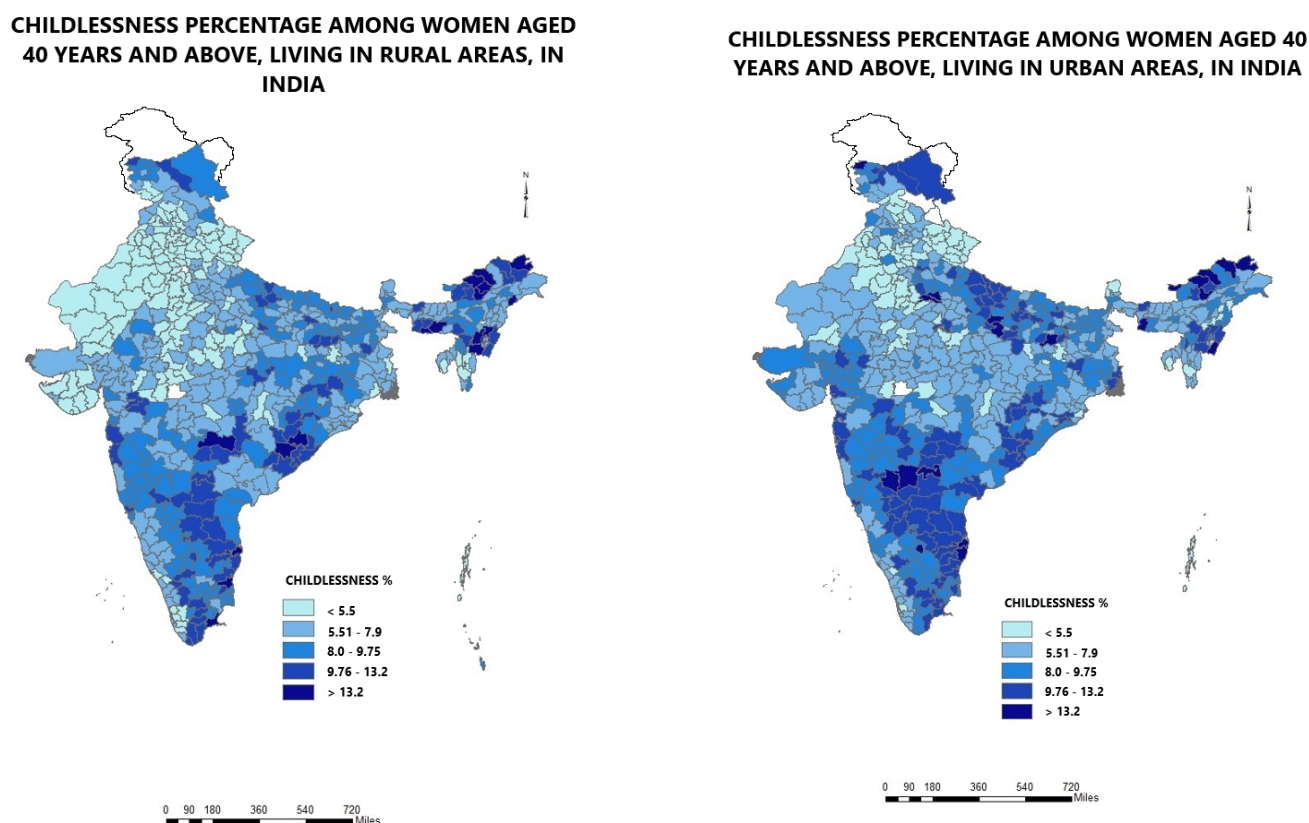 CHILDLESSNESS PERCENTAGE AMONG WOMEN AGED
40 YEARS AND ABOVE, LIVING IN RURAL AREAS, IN
INDIA
N
CHILDLESSNESS %
< 5.5
5.51 - 7.9
8.0 - 9.75
9.76 - 13.2
> 13.2
0 90 180 360 540 720
Miles
CHILDLESSNESS PERCENTAGE AMONG WOMEN AGED 40
YEARS AND ABOVE, LIVING IN URBAN AREAS, IN INDIA
N
CHILDLESSNESS %
< 5.5
5.51 - 7.9
8.0 - 9.75
9.76 - 13.2
> 13.2
0 90 180 360 540 720
Miles